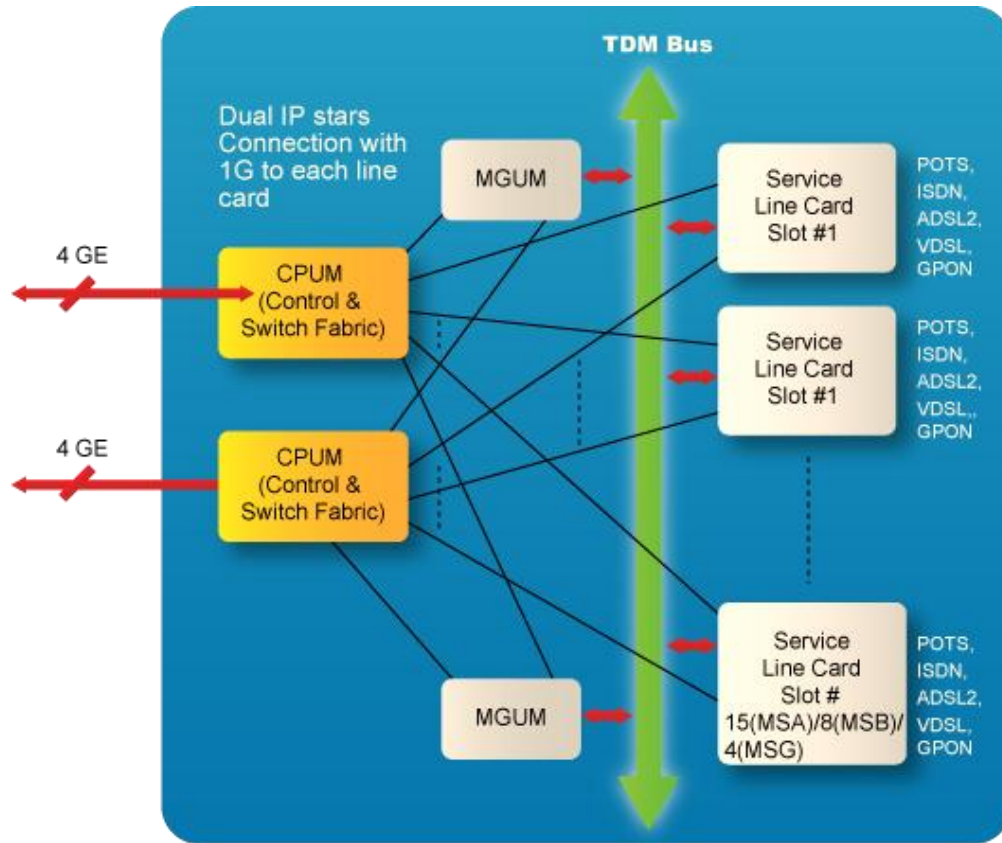 TDM Bus
Dual IP stars
Connection with
1G to each line
card
MGUM
Service
Line Card
Slot #1
POTS,
ISDN,
ADSL2,
VDSL,
GPON
4 GE
CPUM
(Control &
Switch Fabric)
Service
Line Card
Slot #1
POTS,
ISDN,
ADSL2,
VDSL,,
GPON
4 GE
CPUM
(Control &
Switch Fabric)
Service
Line Card
Slot #
15(MSA)/8(MSB)/
4(MSG)
POTS,
ISDN,
ADSL2,
VDSL,
GPON
MGUM